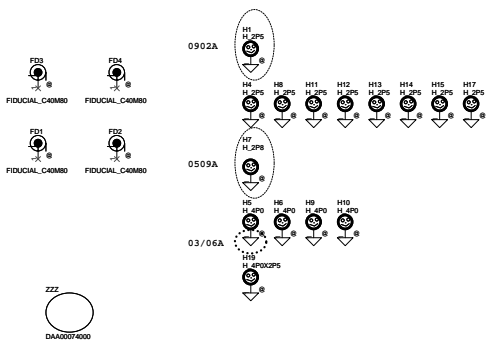 H1
H_2P5
0902A
@
FD3
FD4
@
@
FIDUCIAL_C40M80
FIDUCIAL_C40M80
H4 H8 H11 H12 H13 H14 H15 H17
H_2P5 H_2P5 H_2P5 H_2P5 H_2P5 H_2P5 H_2P5 H_2P5
@ @ @ @ @ @ @ @
FD1
FD2
@
@
FIDUCIAL_C40M80
FIDUCIAL_C40M80
H7
H_2P8
0509A
@
H5 H6 H9 H10
H_4P0 H_4P0 H_4P0 H_4P0
@ @ @ @
03/06A
H19
H_4P0X2P5
@
ZZZ
DAA00074000